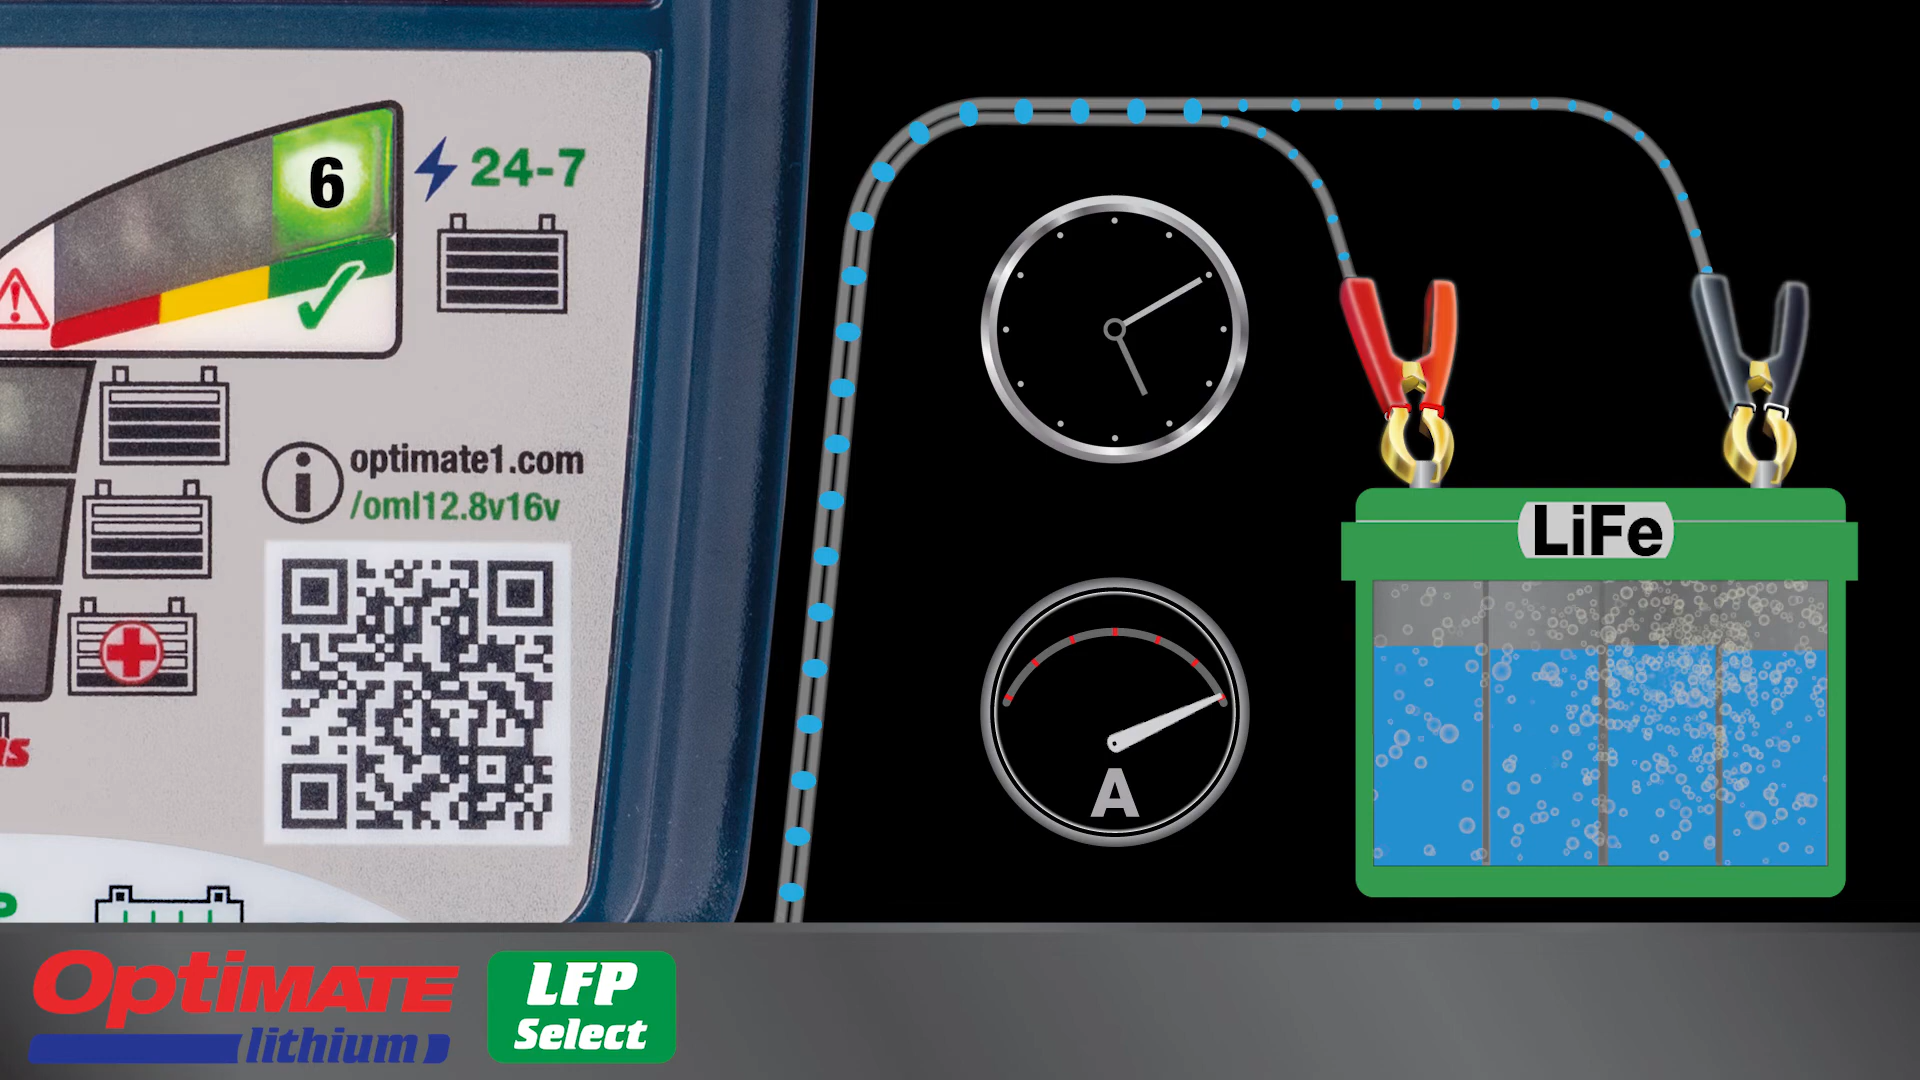 6
24-7
optimate1.com
/oml12.8v16v
A
LiFe
OptiMATE
lithium
LFP
Select